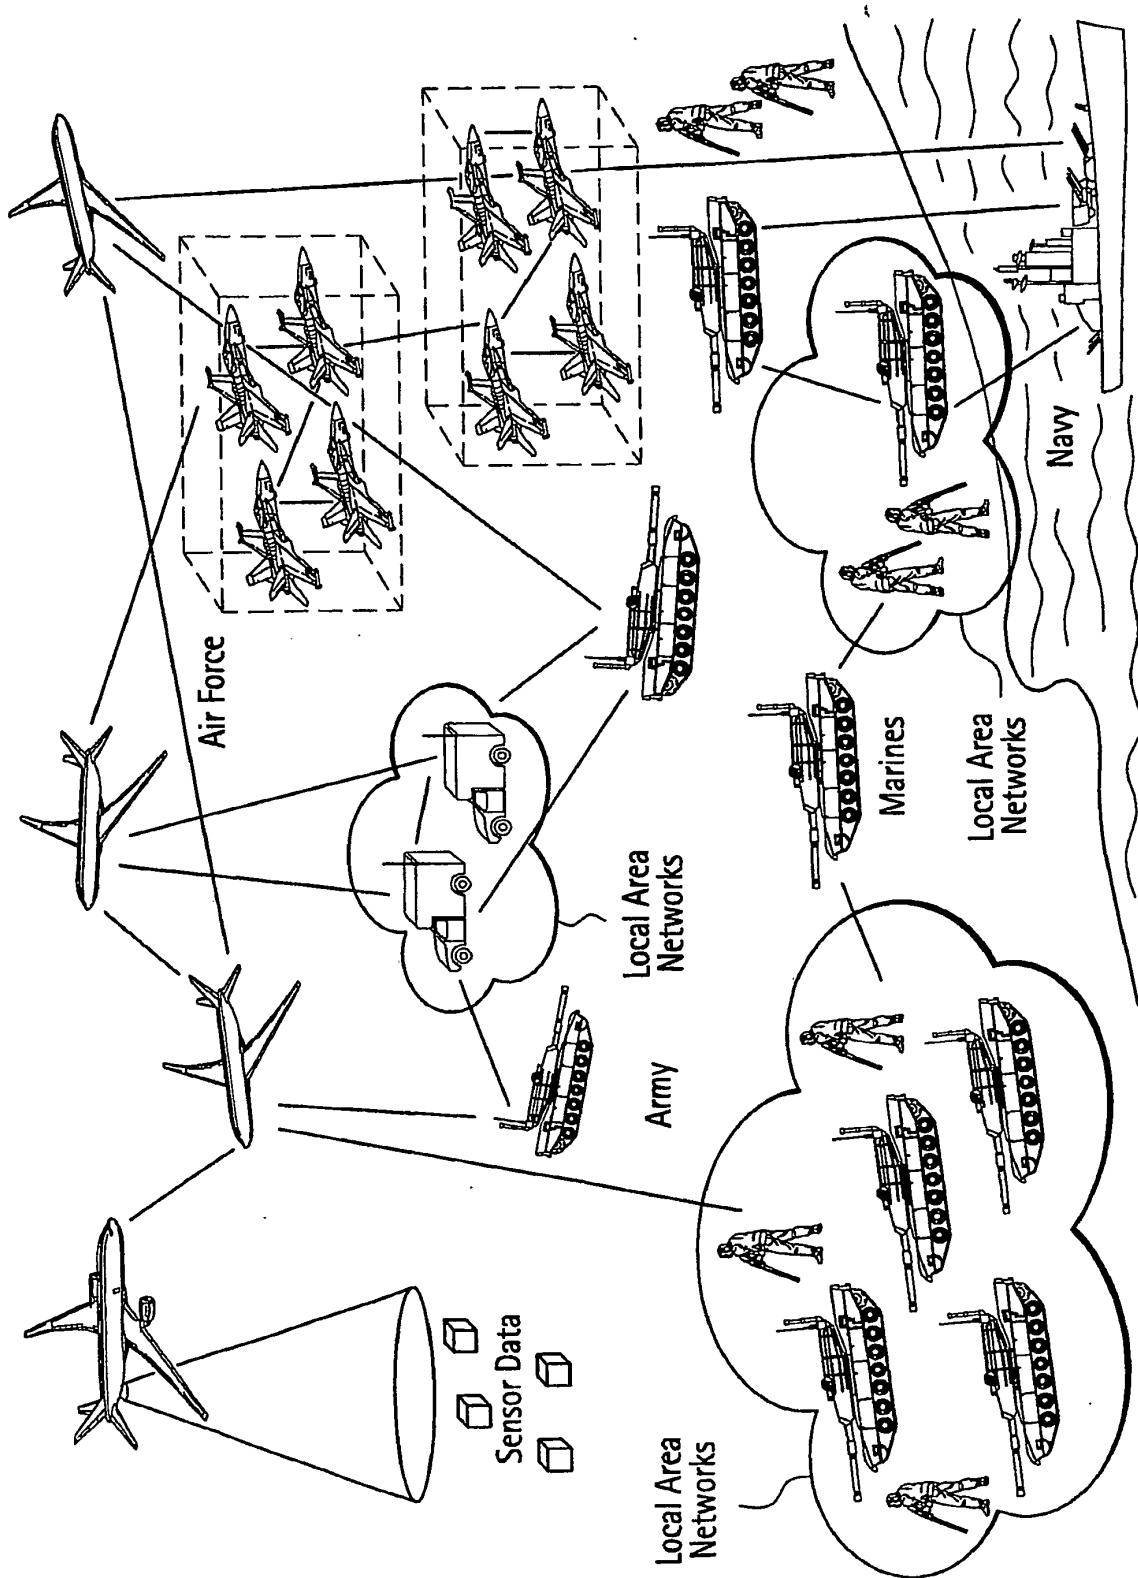 Air Force
Sensor Data
Local Area
Networks
Army
Local Area
Networks
Marines
Local Area
Networks
Navy